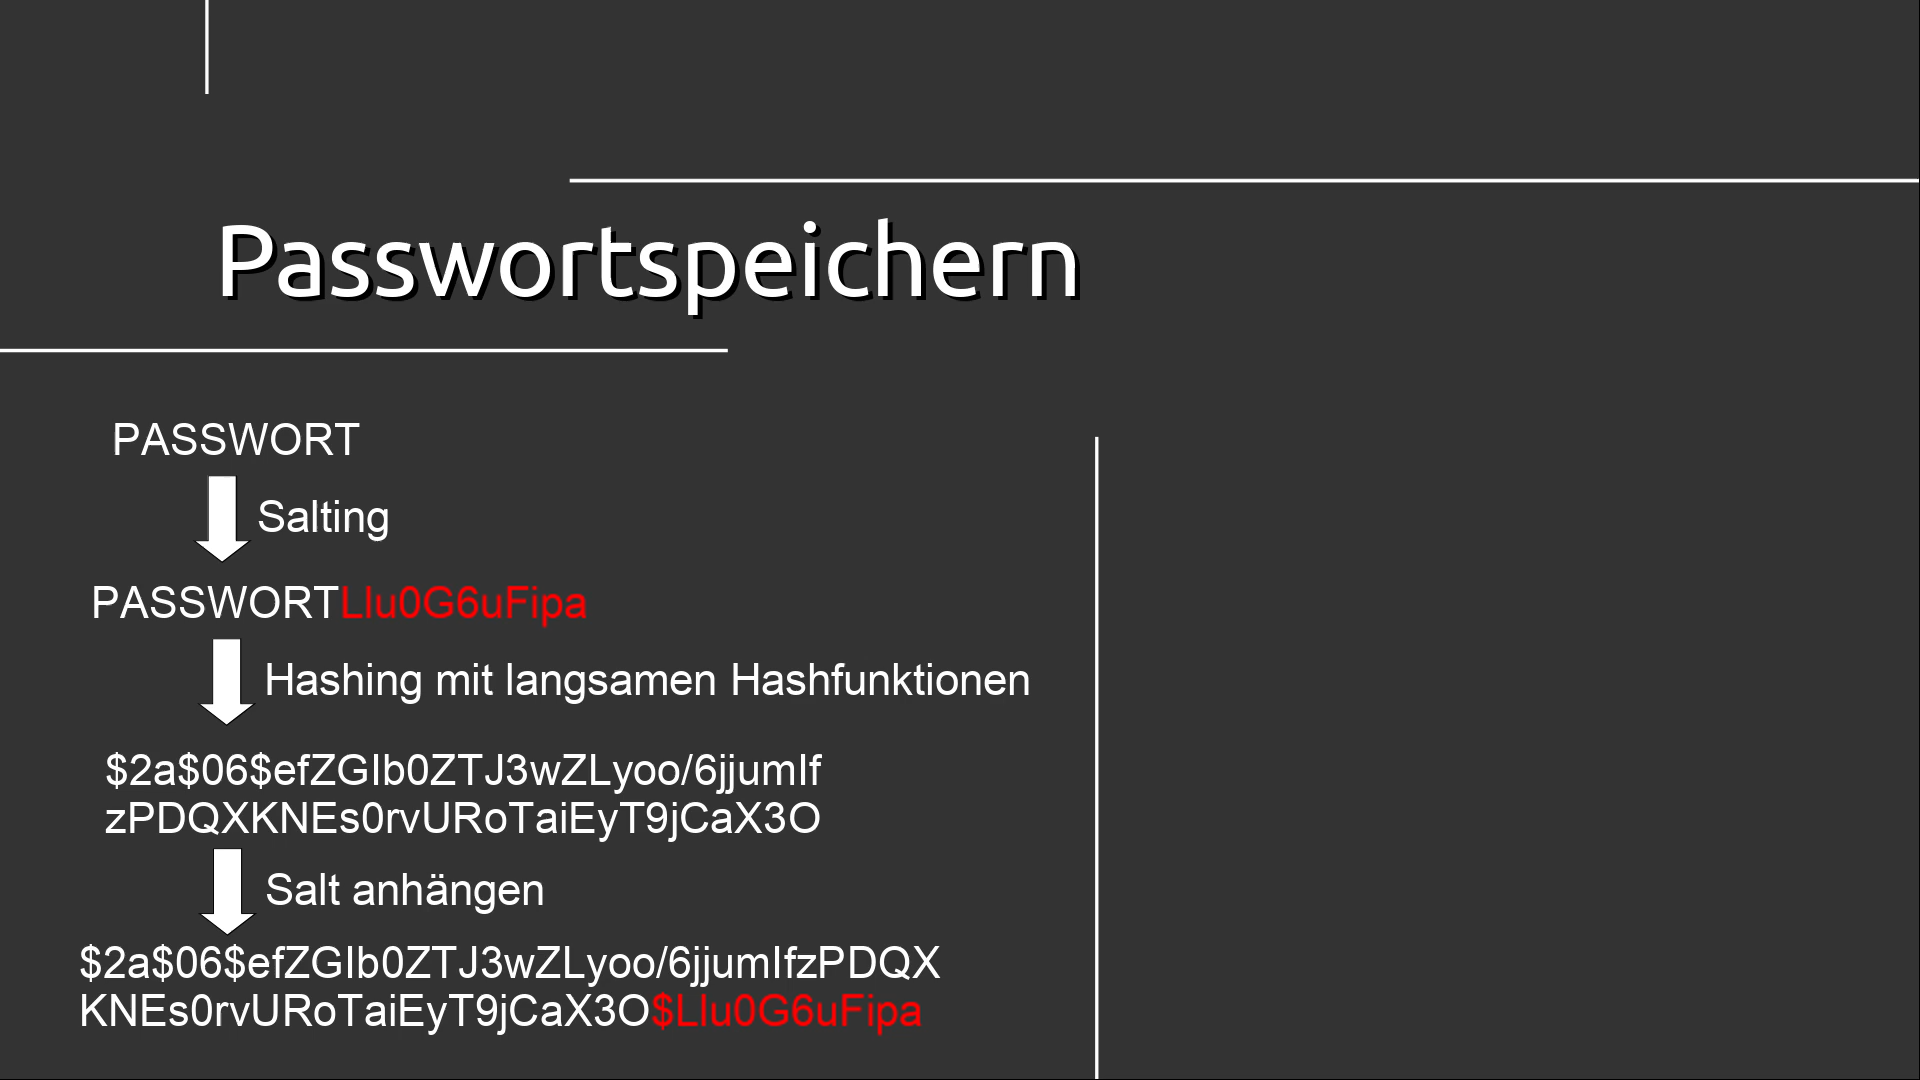 Passwortspeichern
PASSWORT
Salting
PASSWORTLlu0G6uFipa
Hashing mit langsamen Hashfunktionen
$2a$06$efZGIb0ZTJ3wZLyoo/6jjumIf
zPDQXKNEs0rvURoTaiEyT9jCaX3O
Salt anhängen
$2a$06$efZGIb0ZTJ3wZLyoo/6jjumIfzPDQX
KNEs0rvURoTaiEyT9jCaX3O$Llu0G6uFipa